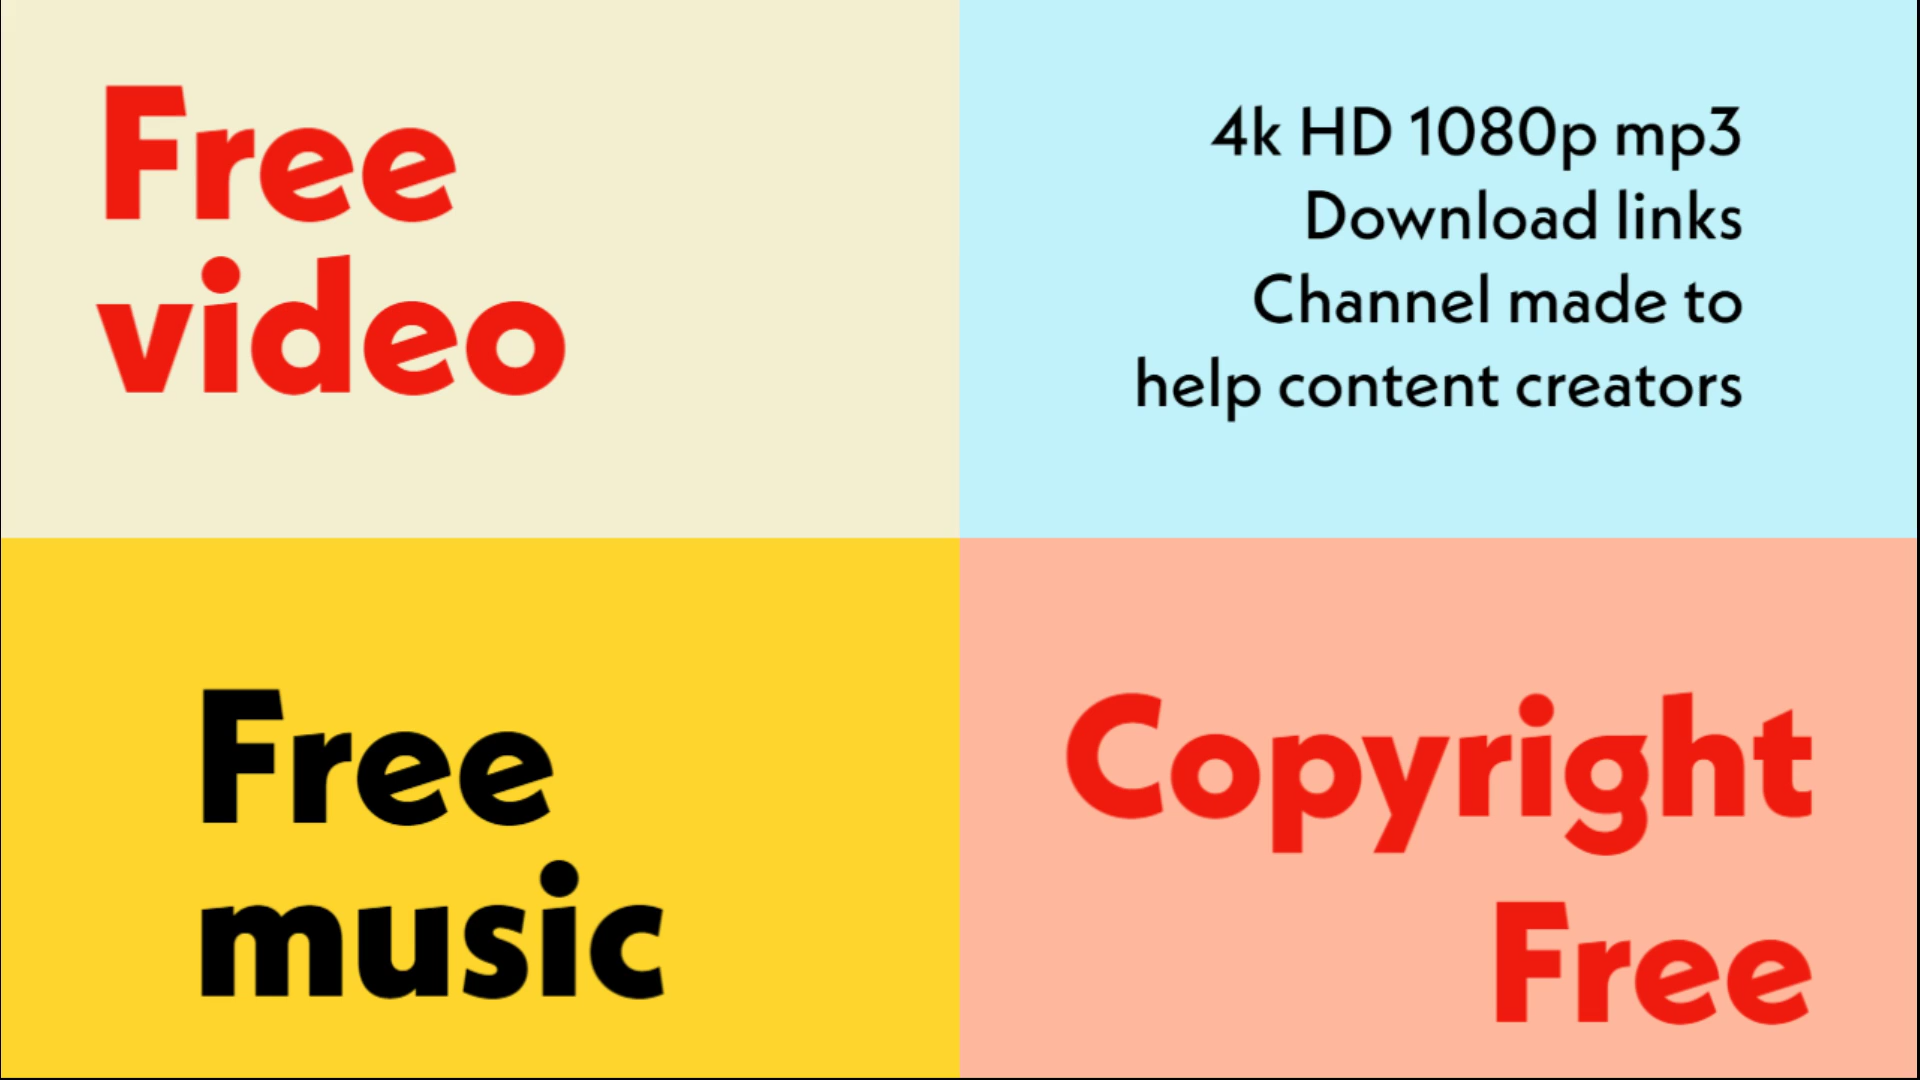 Free
video
4k HD 1080p mp3
Download links
Channel made to
help content creators
Free
music
Copyright
Free